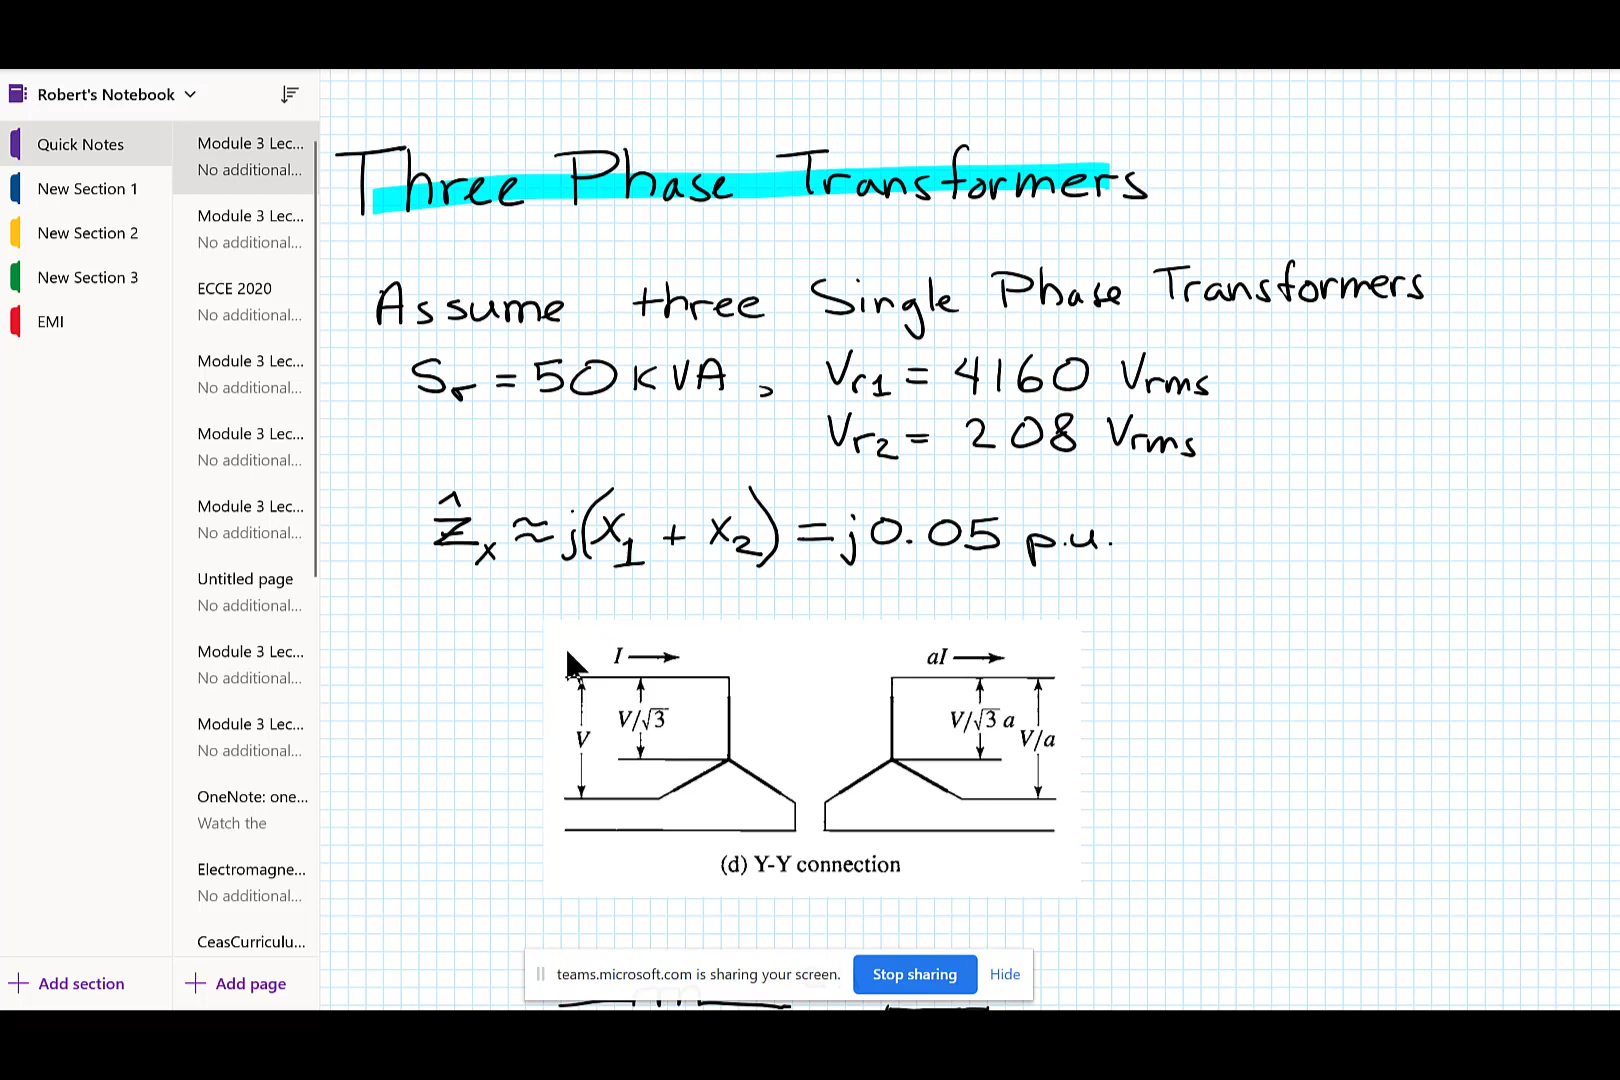 Robert's Notebook
Quick Notes
New Section 1
New Section 2
New Section 3
EMI
Add section
Module 3 Lec...
No additional...
Module 3 Lec...
No additional...
ECCE 2020
No additional...
Module 3 Lec...
No additional...
Module 3 Lec...
No additional...
Module 3 Lec...
No additional...
Untitled page
No additional...
Module 3 Lec...
No additional...
Module 3 Lec...
No additional...
OneNote: one...
Watch the
Electromagne...
No additional...
CeasCurriculu...
Add page
Three Phase Transformers
Assume three Single Phase Transformers
Sr = 50 KVA, Vr1 = 4160 Vrms
Vr2 = 208 Vrms
Ẑx ≈ j(x1 + x2) = j0.05 p.u.
I aI
V/√3 V/√3 a
V V/a
(d) Y-Y connection
teams.microsoft.com is sharing your screen. Stop sharing Hide